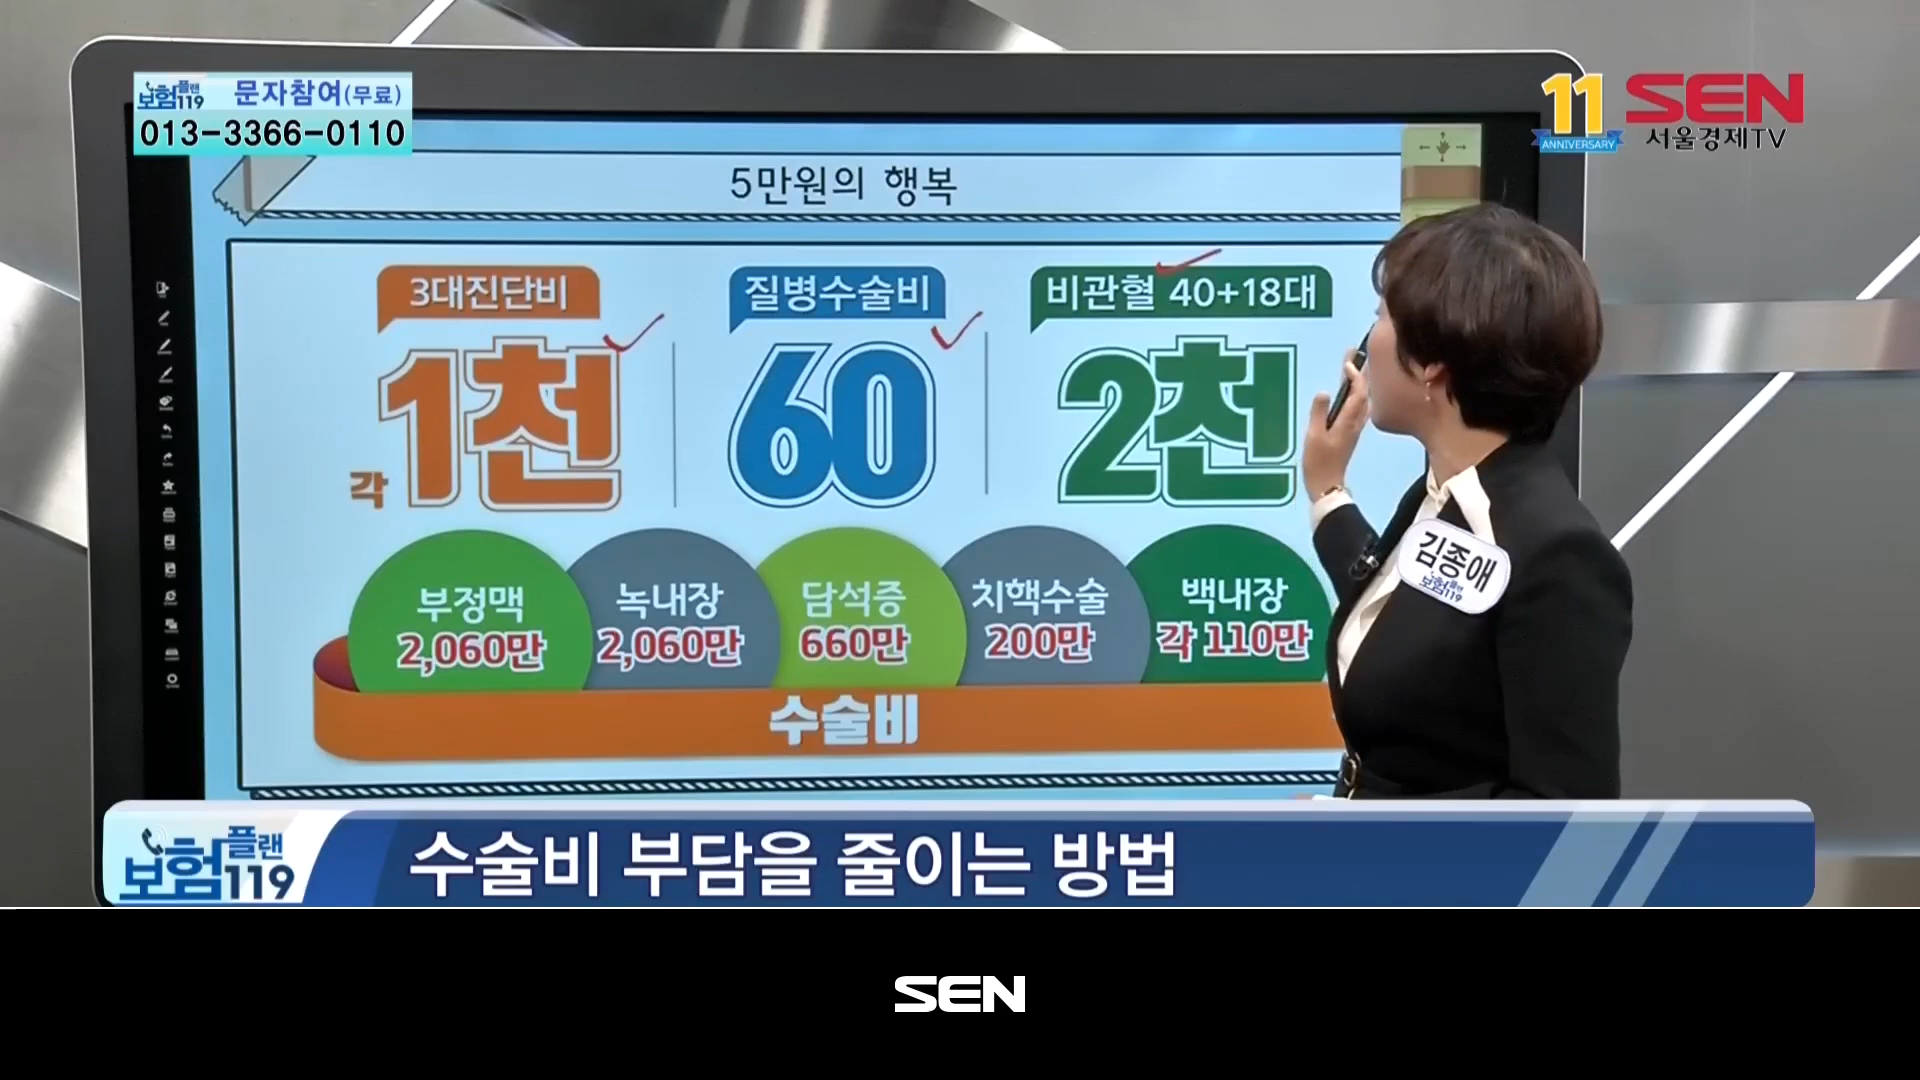 보험플랜119 문자참여(무료)
013-3366-0110
11 SEN
ANNIVERSARY 서울경제TV
5만원의 행복
3대진단비 질병수술비 비관혈 40+18대
각 1천 60 2천
부정맥 녹내장 담석증 치핵수술 백내장
2,060만 2,060만 660만 200만 각 110만
수술비
김종애
보험플랜119
보험플랜119 수술비 부담을 줄이는 방법
SEN